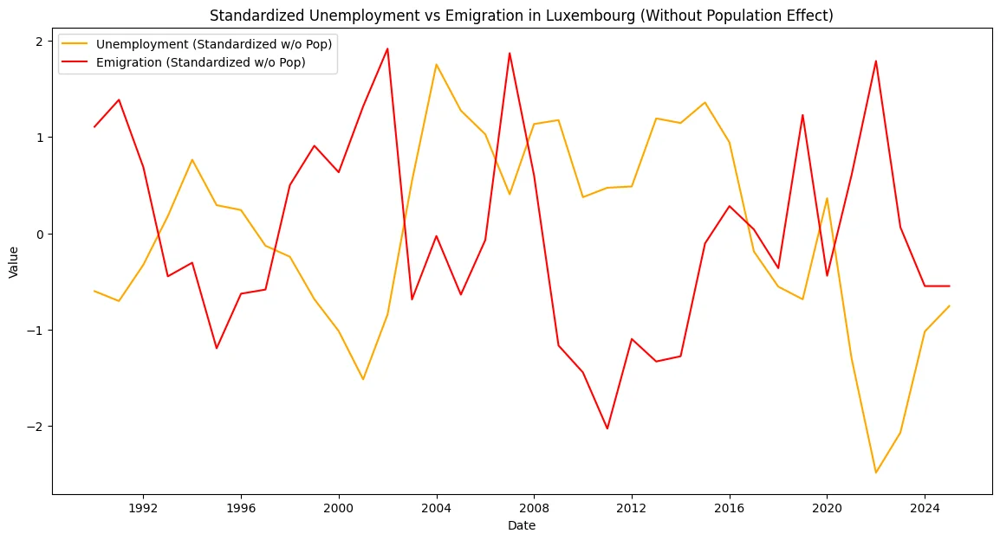 Standardized Unemployment vs Emigration in Luxembourg (Without Population Effect)
Unemployment (Standardized w/o Pop)
Emigration (Standardized w/o Pop)
2
1
0
−1
−2
Value
1992 1996 2000 2004 2008 2012 2016 2020 2024
Date